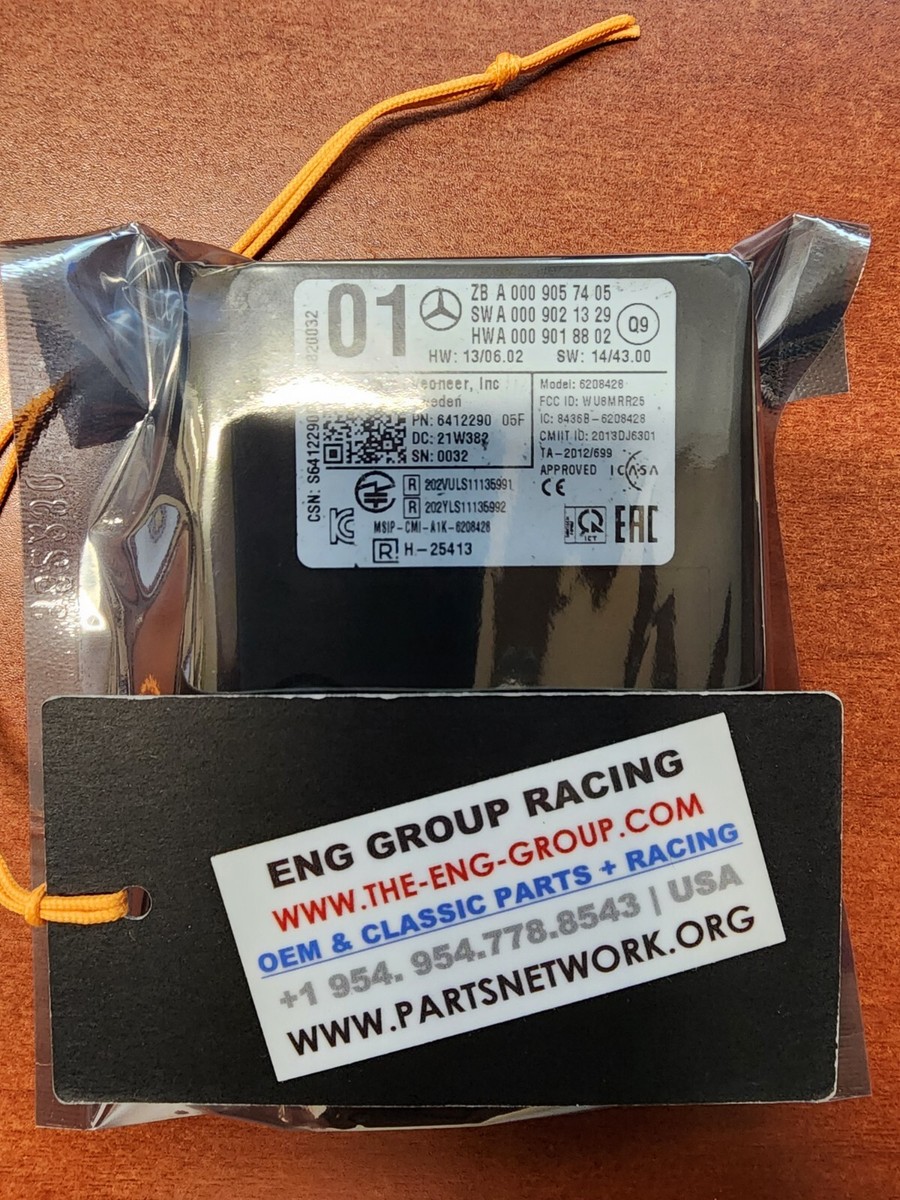 01
ZB A 000 905 74 05
SW A 000 902 13 29
HW A 000 901 88 02
Q9
HW: 13/06.02 SW: 14/43.00
eoneer, Inc
eden
PN: 6412290 05F
DC: 21W382
SN: 0032
Model: 6208428
FCC ID: WU8MRR25
IC: 8436B-6208428
CMIIT ID: 2013DJ6301
TA-2012/699
APPROVED ICASA
CE
R 202VULS11135991
R 202YLS11135992
MSIP-CMI-A1K-6208428
R H-25413
ICT
EAC
ENG GROUP RACING
WWW.THE-ENG-GROUP.COM
OEM & CLASSIC PARTS + RACING
+1 954. 954.778.8543 | USA
WWW.PARTSNETWORK.ORG